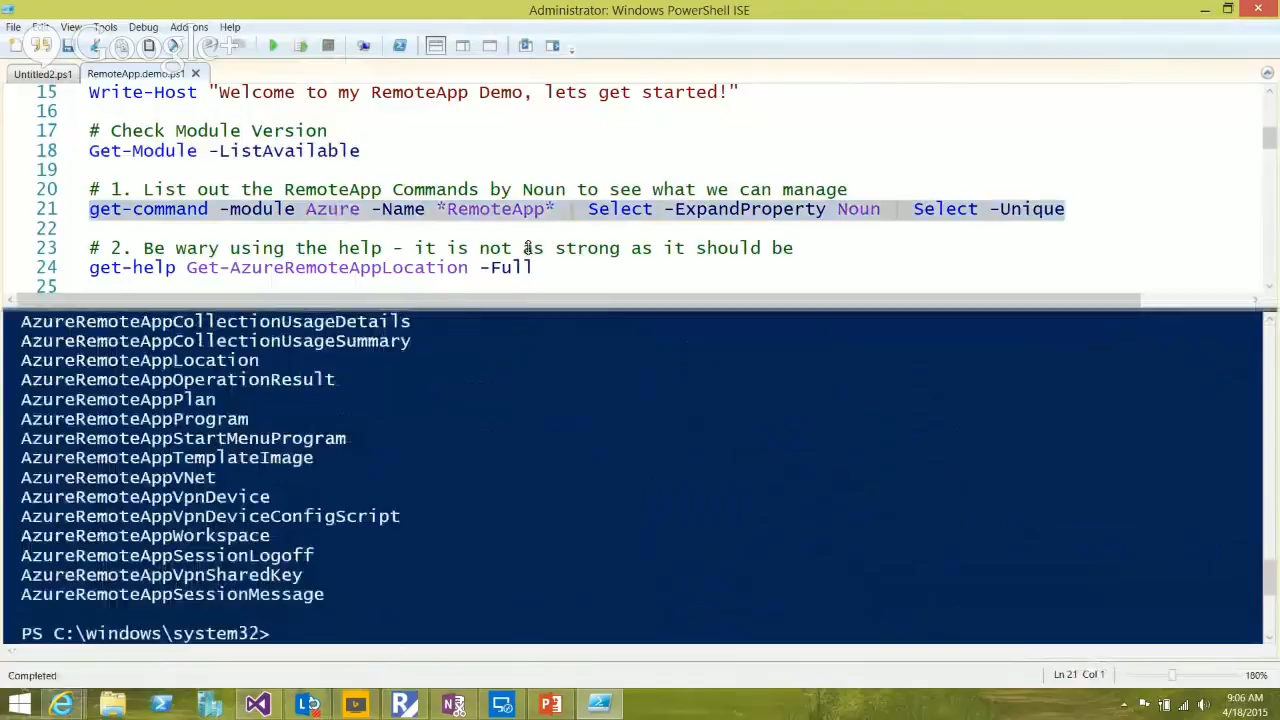 Administrator: Windows PowerShell ISE
File Edit View Tools Debug Add-ons Help
Google+
Untitled2.ps1 RemoteApp.demo.ps1
15 Write-Host "Welcome to my RemoteApp Demo, lets get started!"
16
17 # Check Module Version
18 Get-Module -ListAvailable
19
20 # 1. List out the RemoteApp Commands by Noun to see what we can manage
21 get-command -module Azure -Name *RemoteApp* | Select -ExpandProperty Noun | Select -Unique
22
23 # 2. Be wary using the help - it is not as strong as it should be
24 get-help Get-AzureRemoteAppLocation -Full
25
AzureRemoteAppCollectionUsageDetails
AzureRemoteAppCollectionUsageSummary
AzureRemoteAppLocation
AzureRemoteAppOperationResult
AzureRemoteAppPlan
AzureRemoteAppProgram
AzureRemoteAppStartMenuProgram
AzureRemoteAppTemplateImage
AzureRemoteAppVNet
AzureRemoteAppVpnDevice
AzureRemoteAppVpnDeviceConfigScript
AzureRemoteAppWorkspace
AzureRemoteAppSessionLogoff
AzureRemoteAppVpnSharedKey
AzureRemoteAppSessionMessage
PS C:\windows\system32>
Completed Ln 21 Col 1 180%
9:06 AM
4/18/2015